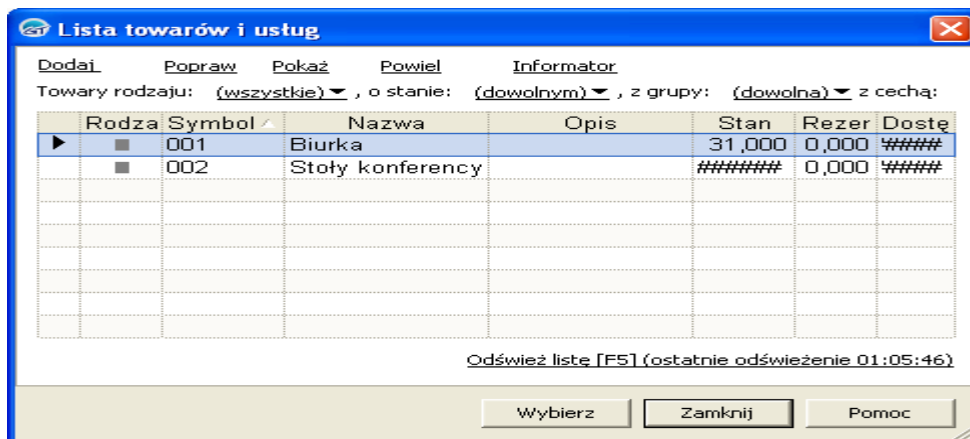 Lista towarów i usług
Dodaj Popraw Pokaż Powiel Informator
Towary rodzaju: (wszystkie) , o stanie: (dowolnym) , z grupy: (dowolna) z cechą:
Rodza Symbol Nazwa Opis Stan Rezer Dostę
001 Biurka 31,000 0,000 ####
002 Stoły konferency ###### 0,000 ####
Odśwież listę [F5] (ostatnie odświeżenie 01:05:46)
Wybierz Zamknij Pomoc